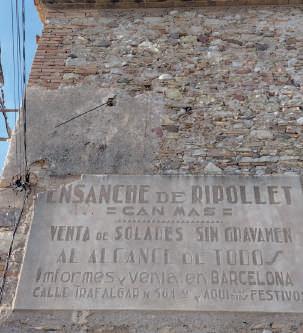 ENSANCHE DE RIPOLLET
= CAN MAS =
VENTA DE SOLARES SIN GRAVAMEN
AL ALCANCE DE TODOS
Informes y venta en BARCELONA
CALLE TRAFALGAR Nº Y AQUI FESTIVOS